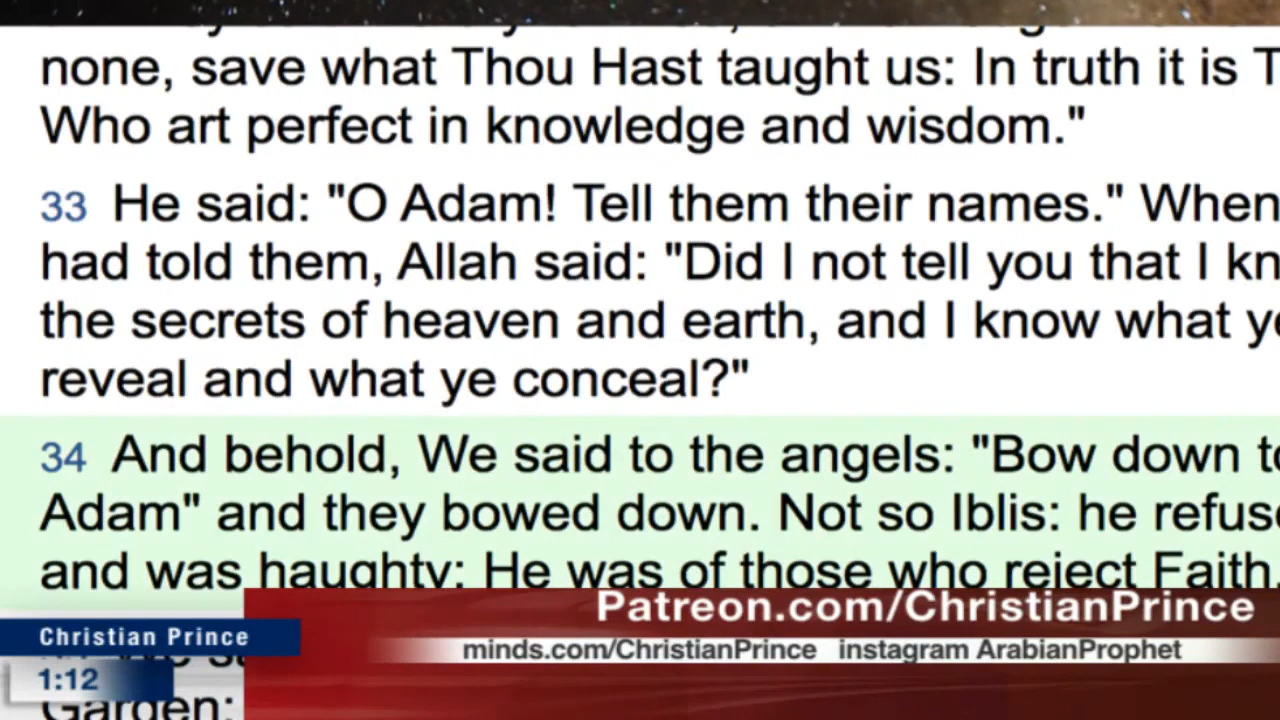 none, save what Thou Hast taught us: In truth it is T
Who art perfect in knowledge and wisdom."
33 He said: "O Adam! Tell them their names." When
had told them, Allah said: "Did I not tell you that I kn
the secrets of heaven and earth, and I know what ye
reveal and what ye conceal?"
34 And behold, We said to the angels: "Bow down to
Adam" and they bowed down. Not so Iblis: he refuse
and was haughty: He was of those who reject Faith.
Patreon.com/ChristianPrince
Christian Prince
minds.com/ChristianPrince instagram ArabianProphet
1:12
Garden: